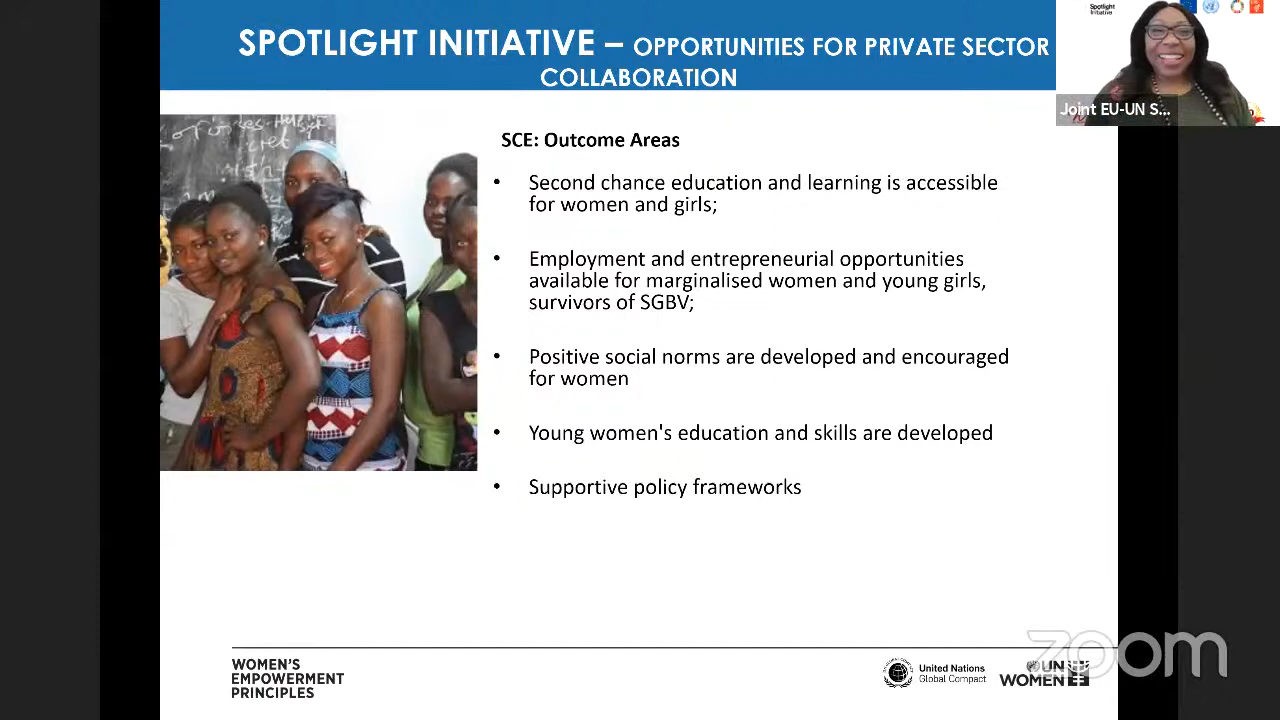 SPOTLIGHT INITIATIVE – OPPORTUNITIES FOR PRIVATE SECTOR
COLLABORATION
Spotlight
Initiative
Joint EU-UN S...
SCE: Outcome Areas
• Second chance education and learning is accessible
for women and girls;
• Employment and entrepreneurial opportunities
available for marginalised women and young girls,
survivors of SGBV;
• Positive social norms are developed and encouraged
for women
• Young women's education and skills are developed
• Supportive policy frameworks
WOMEN'S
EMPOWERMENT
PRINCIPLES
United Nations
Global Compact
UN
WOMEN
zoom